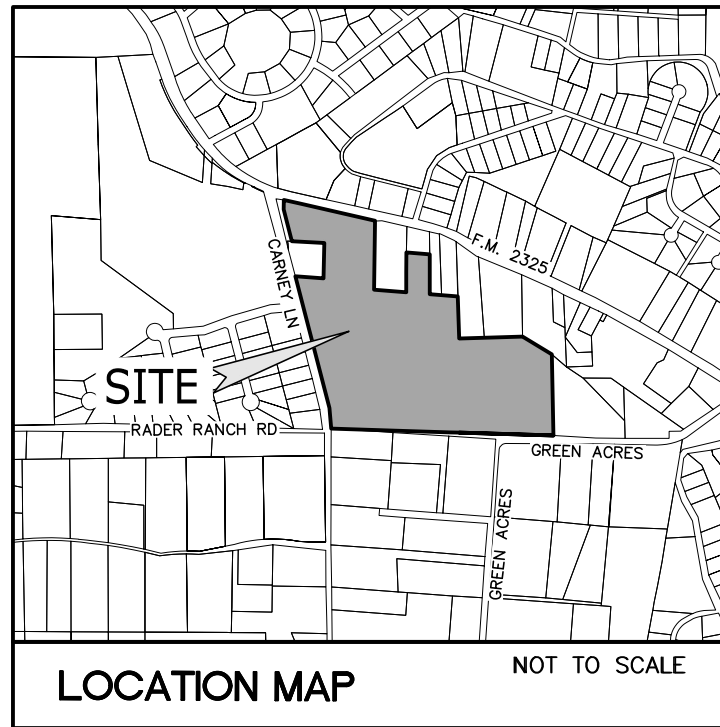 F.M. 2325
CARNEY LN
SITE
RADER RANCH RD
GREEN ACRES
GREEN ACRES
LOCATION MAP
NOT TO SCALE